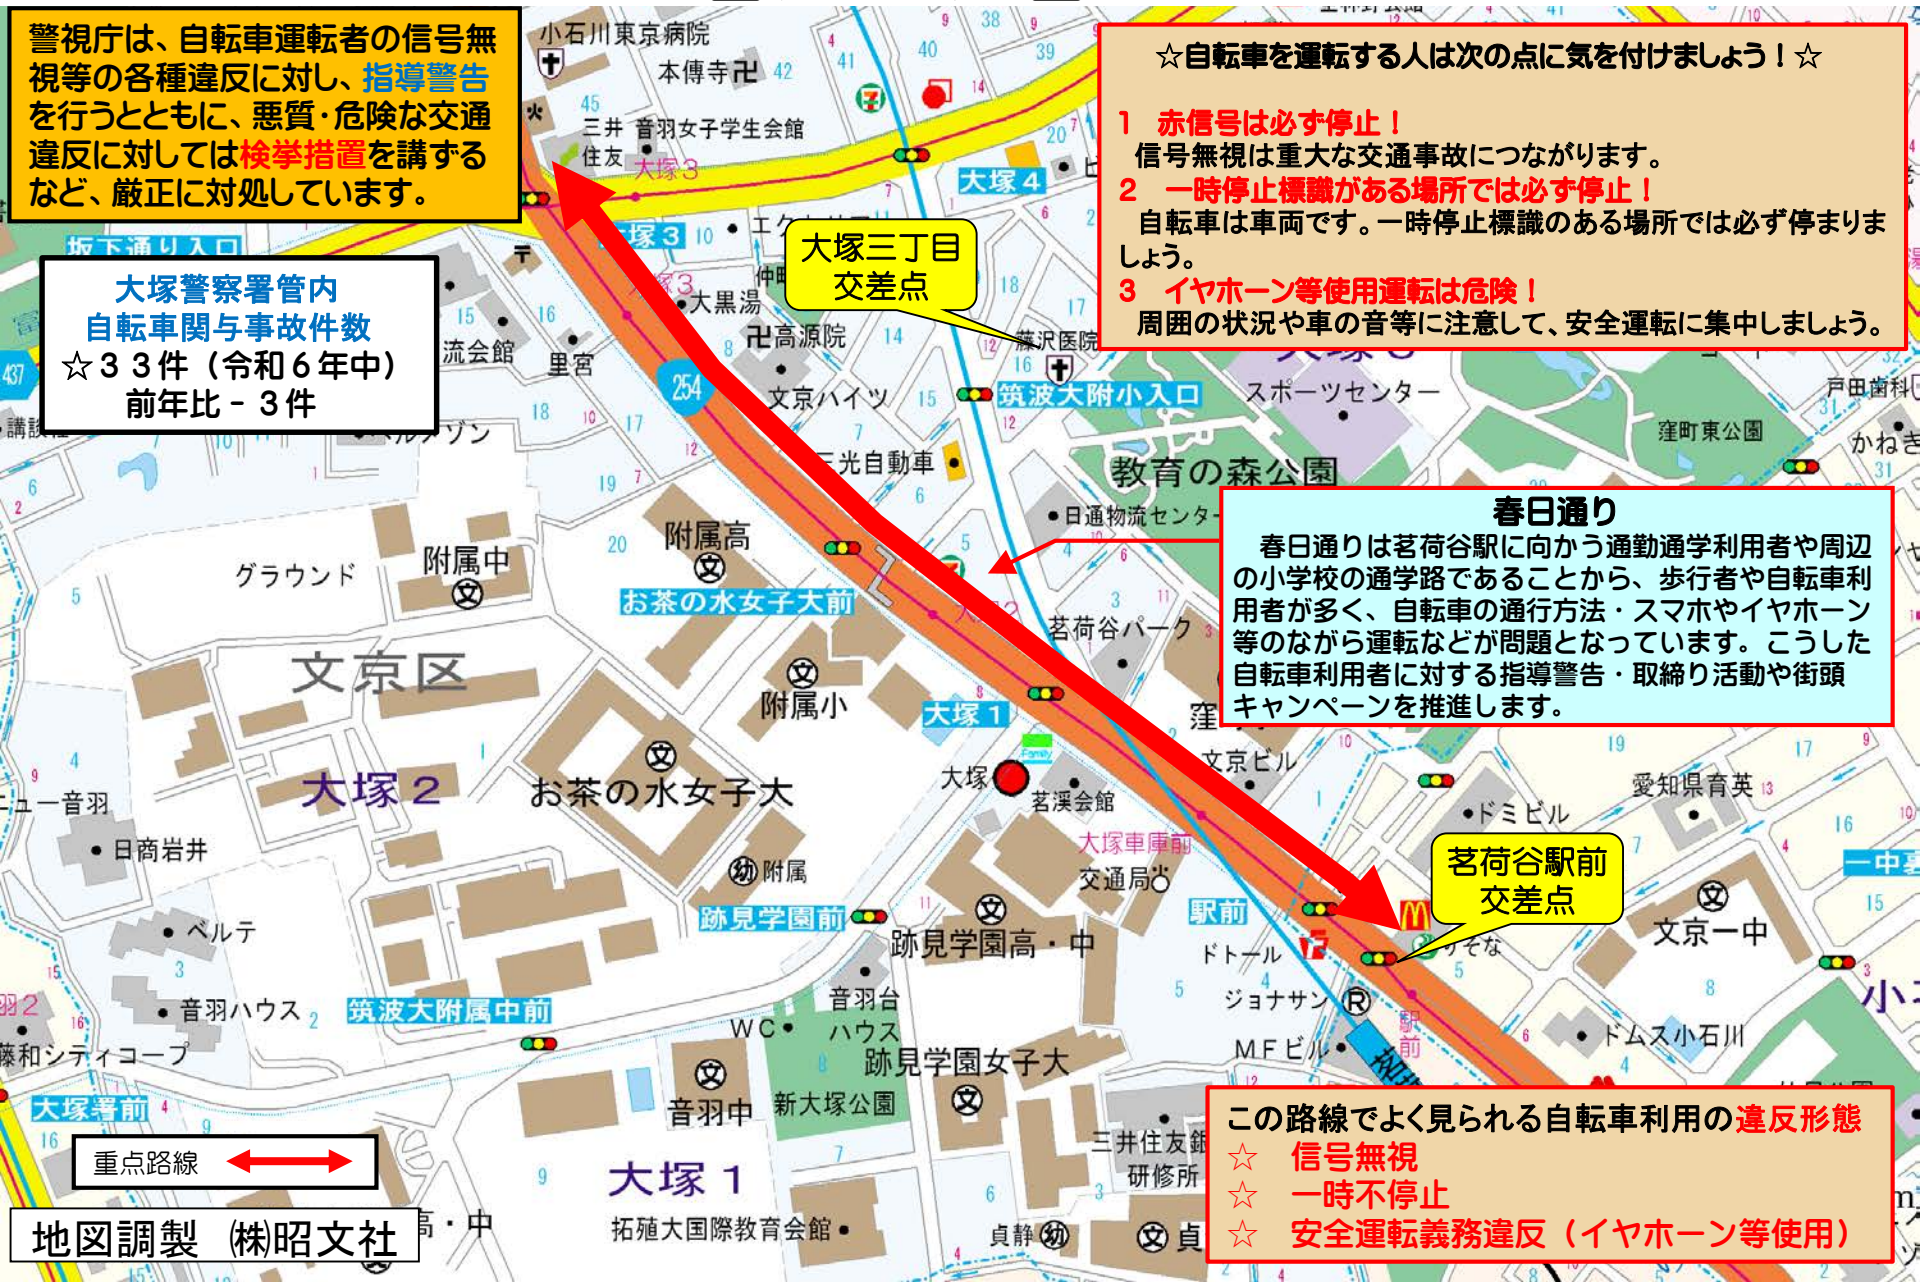 警視庁は、自転車運転者の信号無
視等の各種違反に対し、指導警告
を行うとともに、悪質・危険な交通
違反に対しては検挙措置を講ずる
など、厳正に対処しています。
大塚警察署管内
自転車関与事故件数
☆33件（令和6年中）
前年比-3件
☆自転車を運転する人は次の点に気を付けましょう！☆
1 赤信号は必ず停止！
信号無視は重大な交通事故につながります。
2 一時停止標識がある場所では必ず停止！
自転車は車両です。一時停止標識のある場所では必ず停まりま
しょう。
3 イヤホーン等使用運転は危険！
周囲の状況や車の音等に注意して、安全運転に集中しましょう。
大塚三丁目
交差点
春日通り
春日通りは茗荷谷駅に向かう通勤通学利用者や周辺
の小学校の通学路であることから、歩行者や自転車利
用者が多く、自転車の通行方法・スマホやイヤホーン
等のながら運転などが問題となっています。こうした
自転車利用者に対する指導警告・取締り活動や街頭
キャンペーンを推進します。
茗荷谷駅前
交差点
この路線でよく見られる自転車利用の違反形態
☆ 信号無視
☆ 一時不停止
☆ 安全運転義務違反（イヤホーン等使用）
重点路線
地図調製 ㈱昭文社
小石川東京病院
本傳寺卍
三井
住友
音羽女子学生会館
大塚3
大塚4
坂下通り入口
大塚3
大塚3
大黒湯
卍高源院
藤沢医院
流会館
里宮
254
437
文京ハイツ
筑波大附小入口
スポーツセンター
戸田歯科
窪町東公園
かねき
三光自動車
教育の森公園
日通物流センター
附属高
附属中
グラウンド
お茶の水女子大前
茗荷谷パーク
文京区
附属小
大塚1
文京ビル
大塚2
お茶の水女子大
大塚
茗渓会館
愛知県育英
ドミビル
ュー音羽
日商岩井
附属
大塚車庫前
交通局
駅前
文京一中
ベルテ
跡見学園前
跡見学園高・中
ドトール
りそな
音羽ハウス
筑波大附属中前
音羽台
ハウス
WC
ジョナサン
駅前
ドムス小石川
藤和シティコープ
跡見学園女子大
MFビル
大塚署前
音羽中
新大塚公園
三井住友銀
研修所
大塚1
拓殖大国際教育会館
貞静
高・中